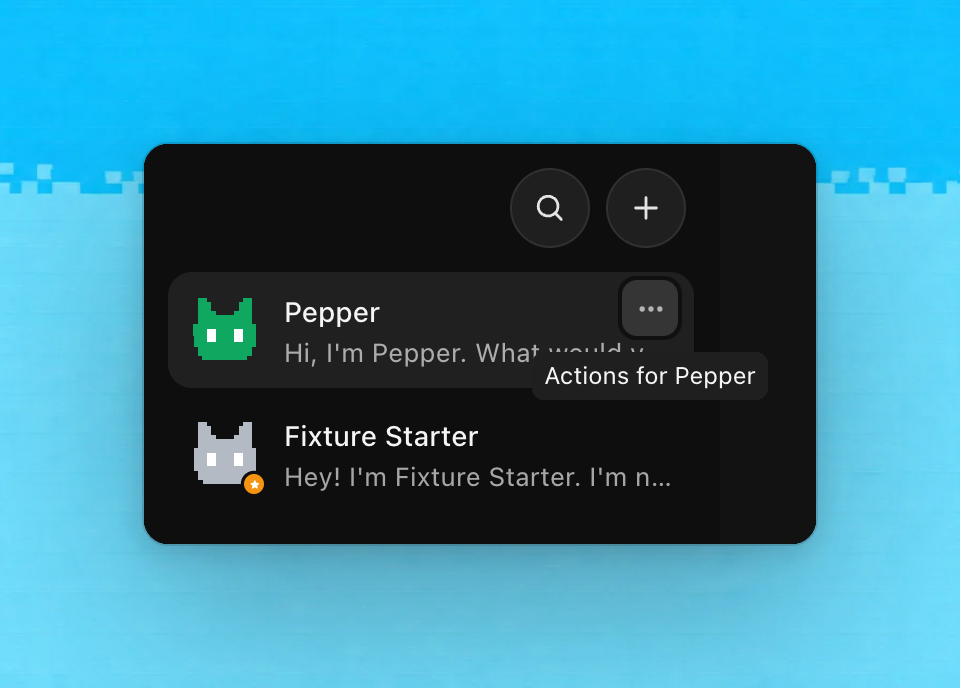 Pepper
Hi, I'm Pepper. What would y...
Actions for Pepper
Fixture Starter
Hey! I'm Fixture Starter. I'm n...